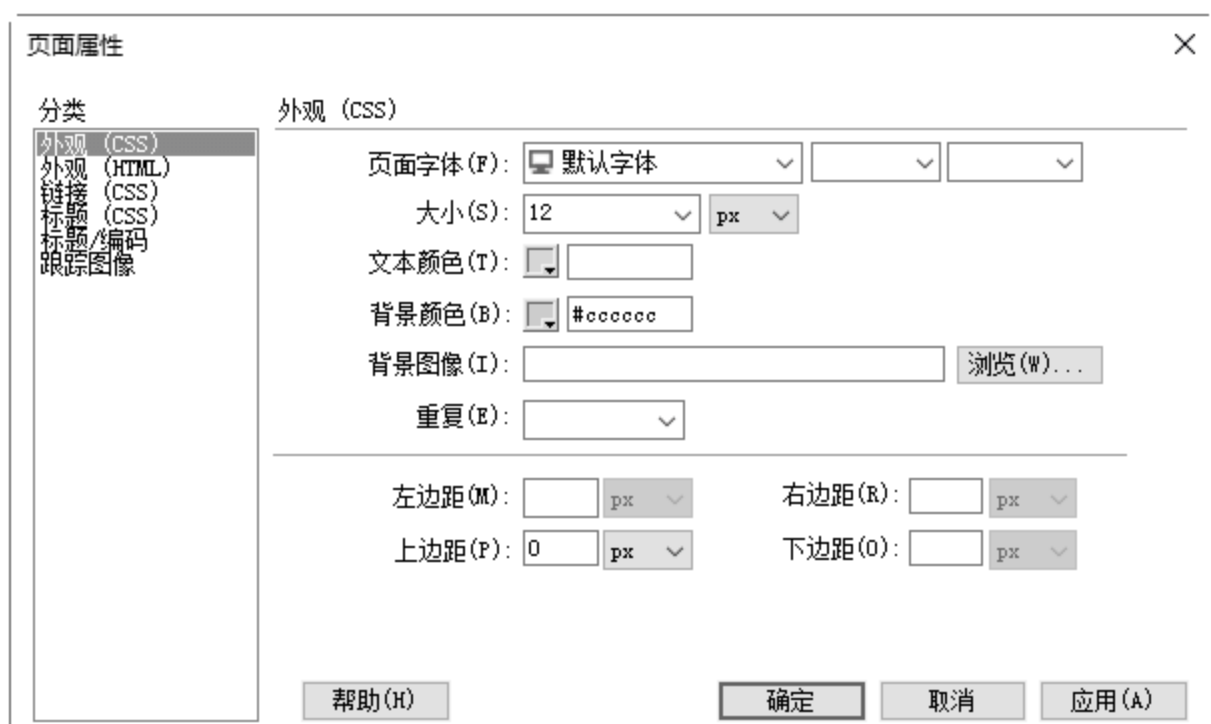 页面属性
分类
外观 (CSS)
外观 (HTML)
链接 (CSS)
标题 (CSS)
标题/编码
跟踪图像
外观 (CSS)
页面字体(F): 默认字体
大小(S): 12 px
文本颜色(T):
背景颜色(B): #cccccc
背景图像(I): 浏览(W)...
重复(E):
左边距(M): px 右边距(R): px
上边距(P): 0 px 下边距(O): px
帮助(H) 确定 取消 应用(A)